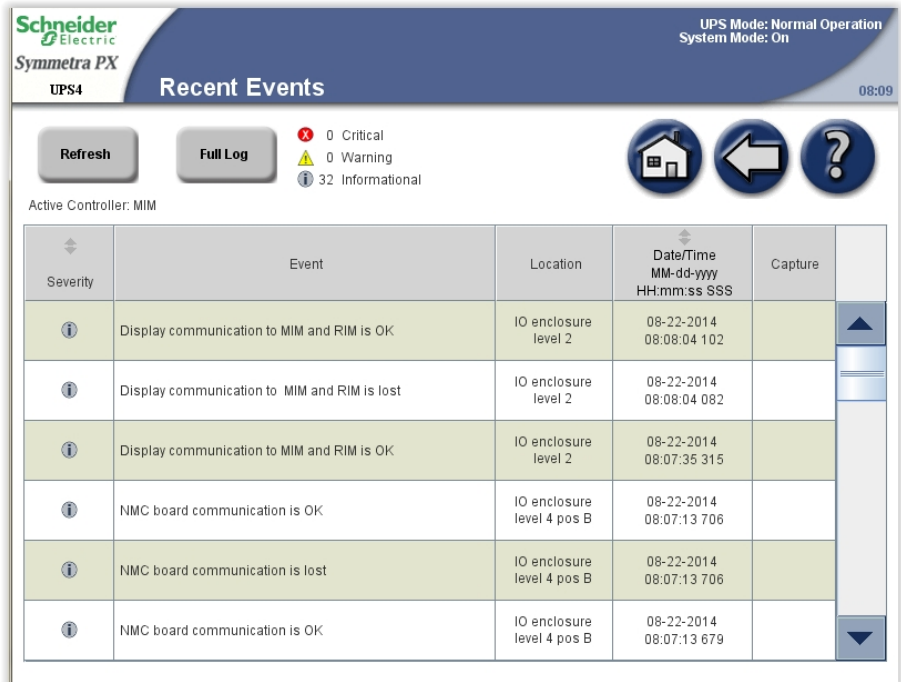 Schneider
Electric
Symmetra PX
UPS4
Recent Events
UPS Mode: Normal Operation
System Mode: On
08:09
Refresh
Full Log
0 Critical
0 Warning
32 Informational
Active Controller: MIM
Severity
Event
Location
Date/Time
MM-dd-yyyy
HH:mm:ss SSS
Capture
Display communication to MIM and RIM is OK
IO enclosure
level 2
08-22-2014
08:08:04 102
Display communication to  MIM and RIM is lost
IO enclosure
level 2
08-22-2014
08:08:04 082
Display communication to MIM and RIM is OK
IO enclosure
level 2
08-22-2014
08:07:35 315
NMC board communication is OK
IO enclosure
level 4 pos B
08-22-2014
08:07:13 706
NMC board communication is lost
IO enclosure
level 4 pos B
08-22-2014
08:07:13 706
NMC board communication is OK
IO enclosure
level 4 pos B
08-22-2014
08:07:13 679